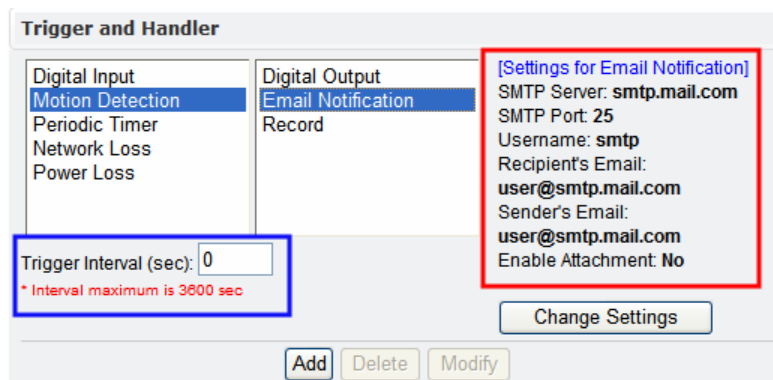 Trigger and Handler
Digital Input
Motion Detection
Periodic Timer
Network Loss
Power Loss
Digital Output
Email Notification
Record
[Settings for Email Notification]
SMTP Server: smtp.mail.com
SMTP Port: 25
Username: smtp
Recipient's Email:
user@smtp.mail.com
Sender's Email:
user@smtp.mail.com
Enable Attachment: No
Trigger Interval (sec): 0
* Interval maximum is 3600 sec
Change Settings
Add Delete Modify